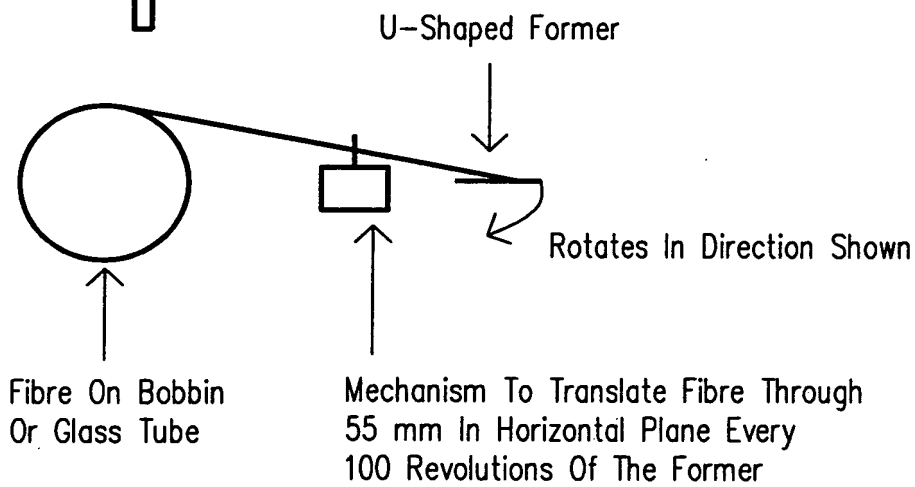 U-Shaped Former
Rotates In Direction Shown
Fibre On Bobbin
Or Glass Tube
Mechanism To Translate Fibre Through
55 mm In Horizontal Plane Every
100 Revolutions Of The Former